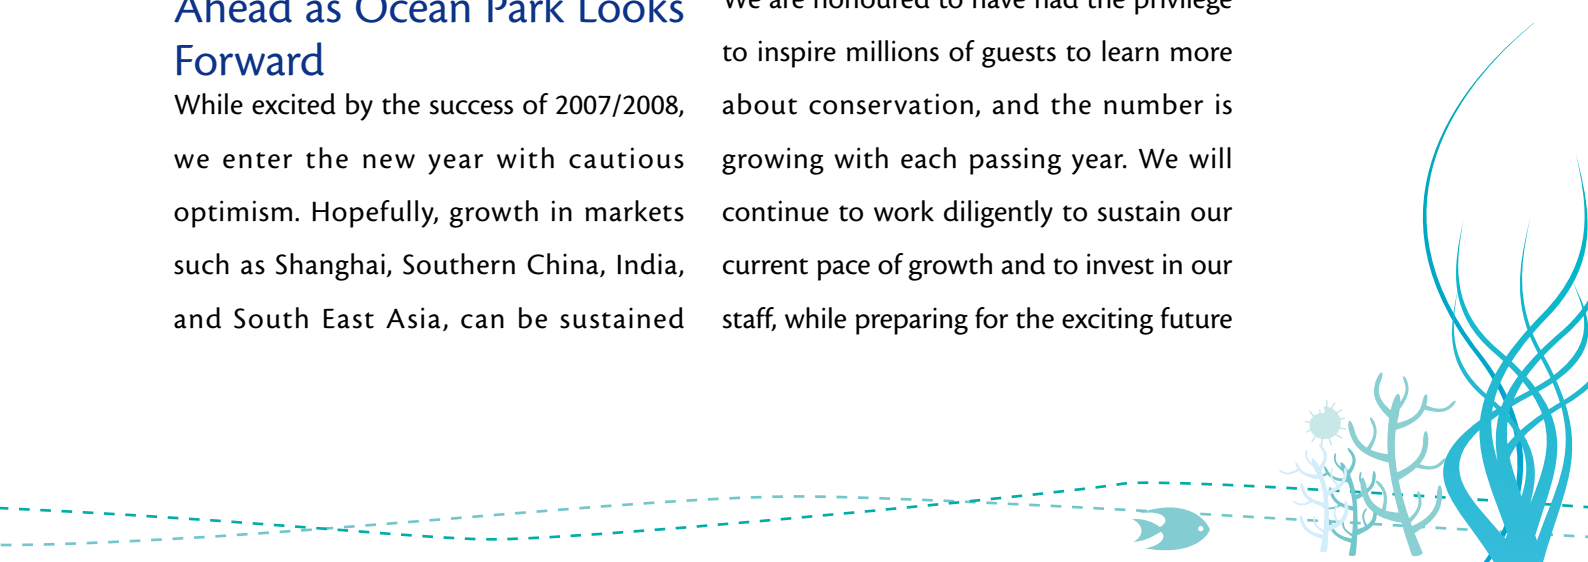 Ahead as Ocean Park Looks
Forward
While excited by the success of 2007/2008,
we enter the new year with cautious
optimism. Hopefully, growth in markets
such as Shanghai, Southern China, India,
and South East Asia, can be sustained
We are honoured to have had the privilege
to inspire millions of guests to learn more
about conservation, and the number is
growing with each passing year. We will
continue to work diligently to sustain our
current pace of growth and to invest in our
staff, while preparing for the exciting future